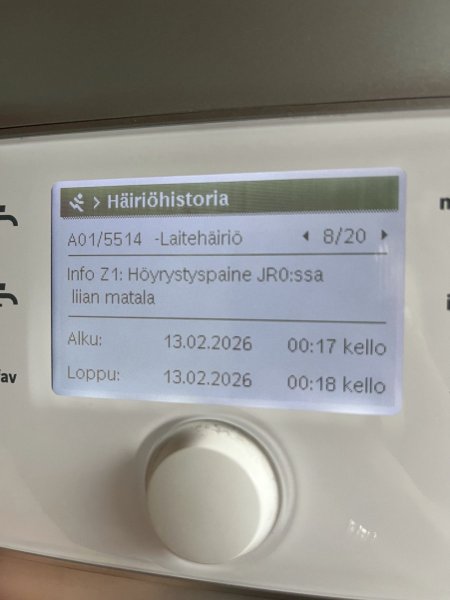 > Häiriöhistoria
A01/5514 -Laitehäiriö ◂ 8/20 ▸
Info Z1: Höyrystyspaine JR0:ssa
liian matala
Alku: 13.02.2026 00:17 kello
Loppu: 13.02.2026 00:18 kello
fav